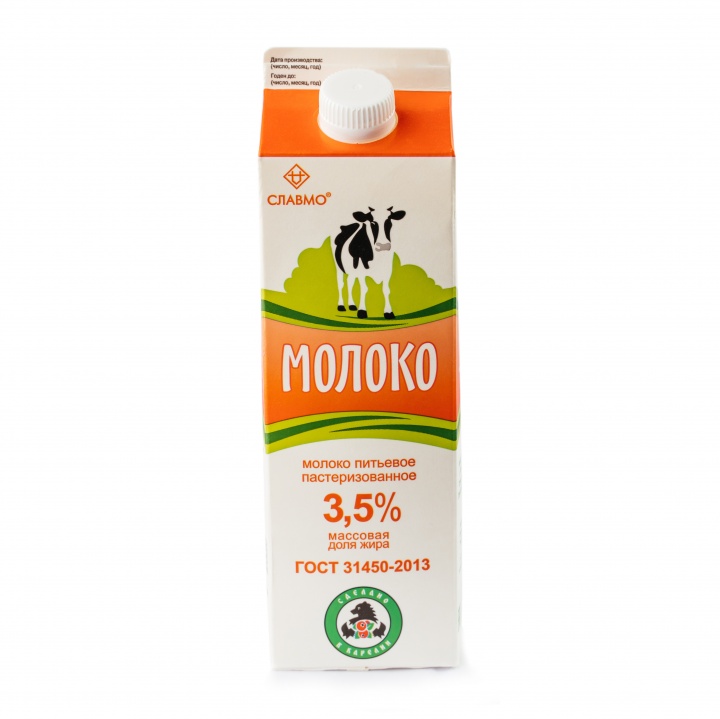 Дата производства:
(число, месяц, год)
Годен до:
(число, месяц, год)
СЛАВМО®
МОЛОКО
МОЛОКО ПИТЬЕВОЕ
ПАСТЕРИЗОВАННОЕ
3,5%
МАССОВАЯ
ДОЛЯ ЖИРА
ГОСТ 31450-2013
СДЕЛАНО
В КАРЕЛИИ